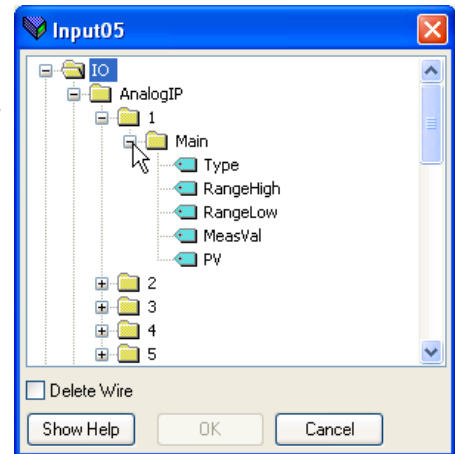 Input05
IO
AnalogIP
1
Main
Type
RangeHigh
RangeLow
MeasVal
PV
2
3
4
5
Delete Wire
Show Help OK Cancel